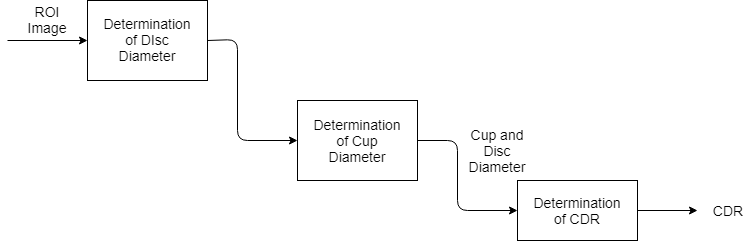 ROI
Image
Determination
of DIsc
Diameter
Determination
of Cup
Diameter
Cup and
Disc
Diameter
Determination
of CDR
CDR